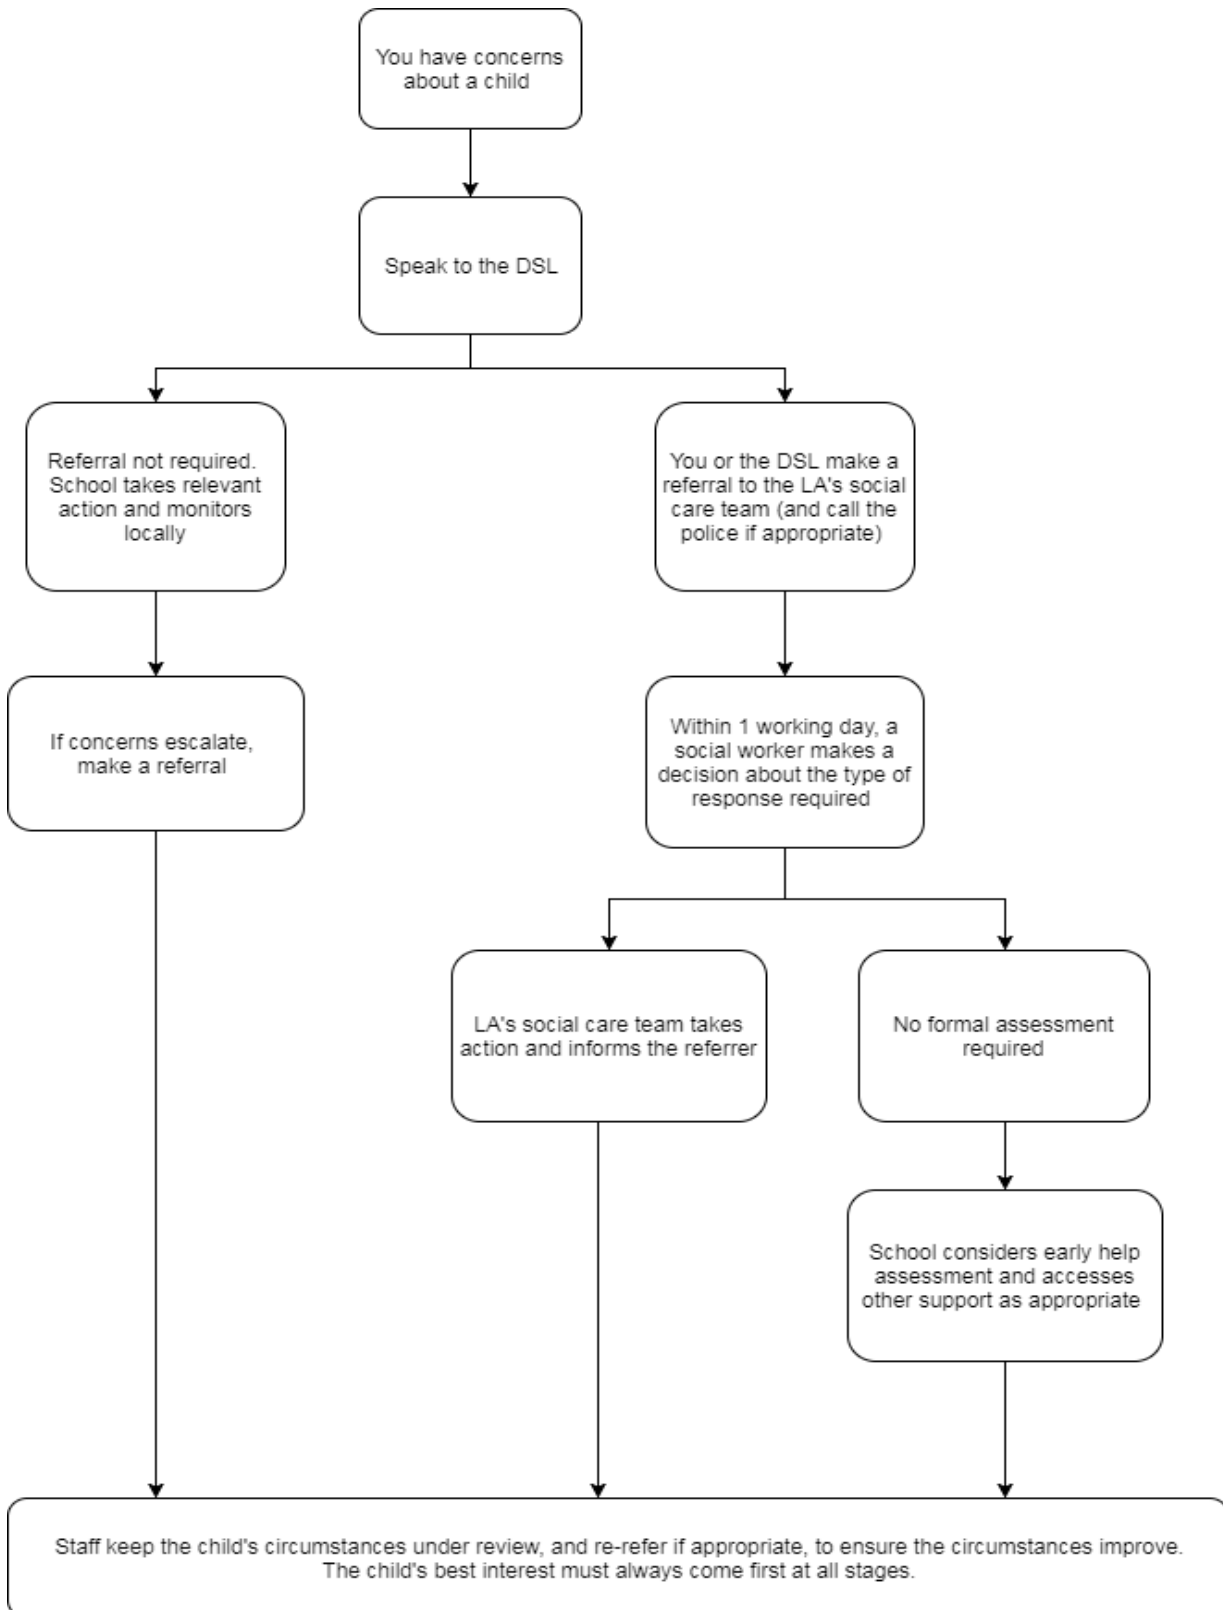 You have concerns
about a child
Speak to the DSL
Referral not required.
School takes relevant
action and monitors
locally
You or the DSL make a
referral to the LA's social
care team (and call the
police if appropriate)
If concerns escalate,
make a referral
Within 1 working day, a
social worker makes a
decision about the type of
response required
LA's social care team takes
action and informs the referrer
No formal assessment
required
School considers early help
assessment and accesses
other support as appropriate
Staff keep the child's circumstances under review, and re-refer if appropriate, to ensure the circumstances improve.
The child's best interest must always come first at all stages.